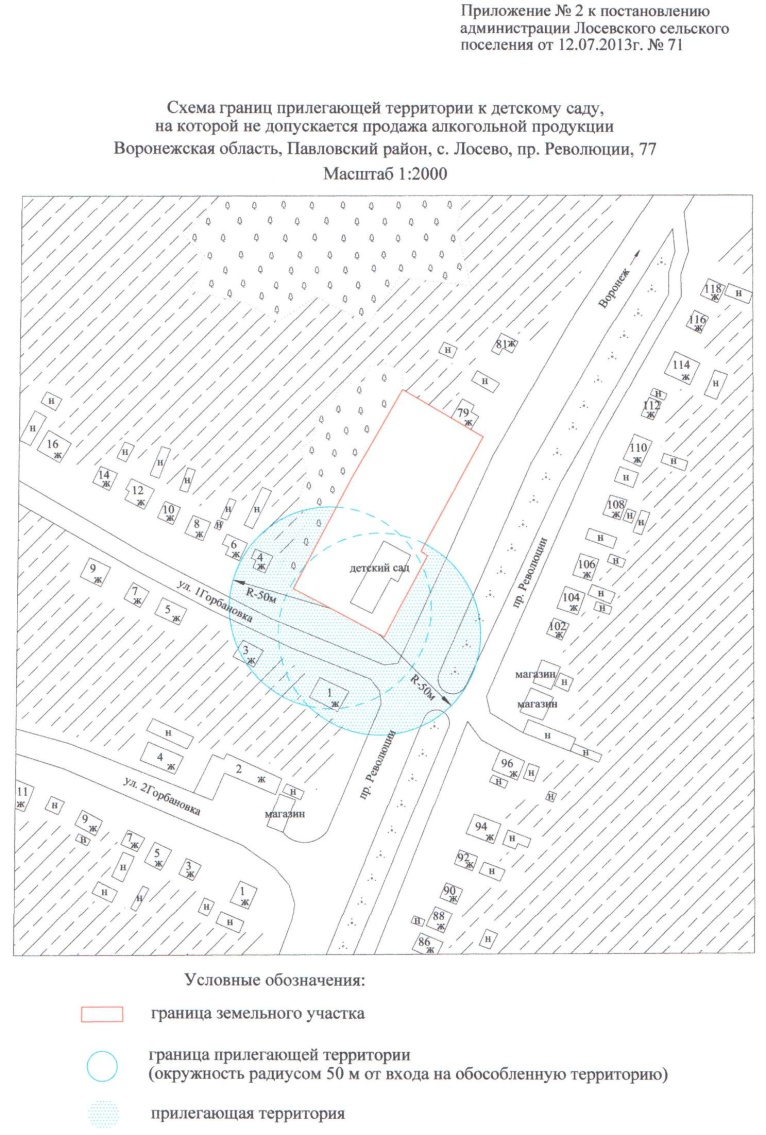 Приложение № 2 к постановлению
администрации Лосевского сельского
поселения от 12.07.2013г. № 71
Схема границ прилегающей территории к детскому саду,
на которой не допускается продажа алкогольной продукции
Воронежская область, Павловский район, с. Лосево, пр. Революции, 77
Масштаб 1:2000
Воронеж
118
ж
н
116
ж
81ж
н
114
ж
н
н
79
ж
н
112
ж
н
н
16
ж
110
ж
н
н
14
ж
н
н
н
12
ж
10
ж
8
ж
н
н
н
108
ж
н
н
н
6
ж
4
ж
детский сад
106
ж
н
9
ж
7
ж
5
ж
ул. 1Горбановка
R-50м
пр. Революции
104
ж
н
н
102
ж
3
ж
1
ж
R-50м
магазин
н
магазин
н
н
н
4
ж
2
ж
н
магазин
ул. 2Горбановка
пр. Революции
96
ж
н
н
н
11
ж
н
9
ж
н
7
ж
5
ж
3
ж
н
н
н
1
ж
н
н
94
ж
н
92
ж
н
90
ж
88
ж
н
86
ж
н
Условные обозначения:
граница земельного участка
граница прилегающей территории
(окружность радиусом 50 м от входа на обособленную территорию)
прилегающая территория